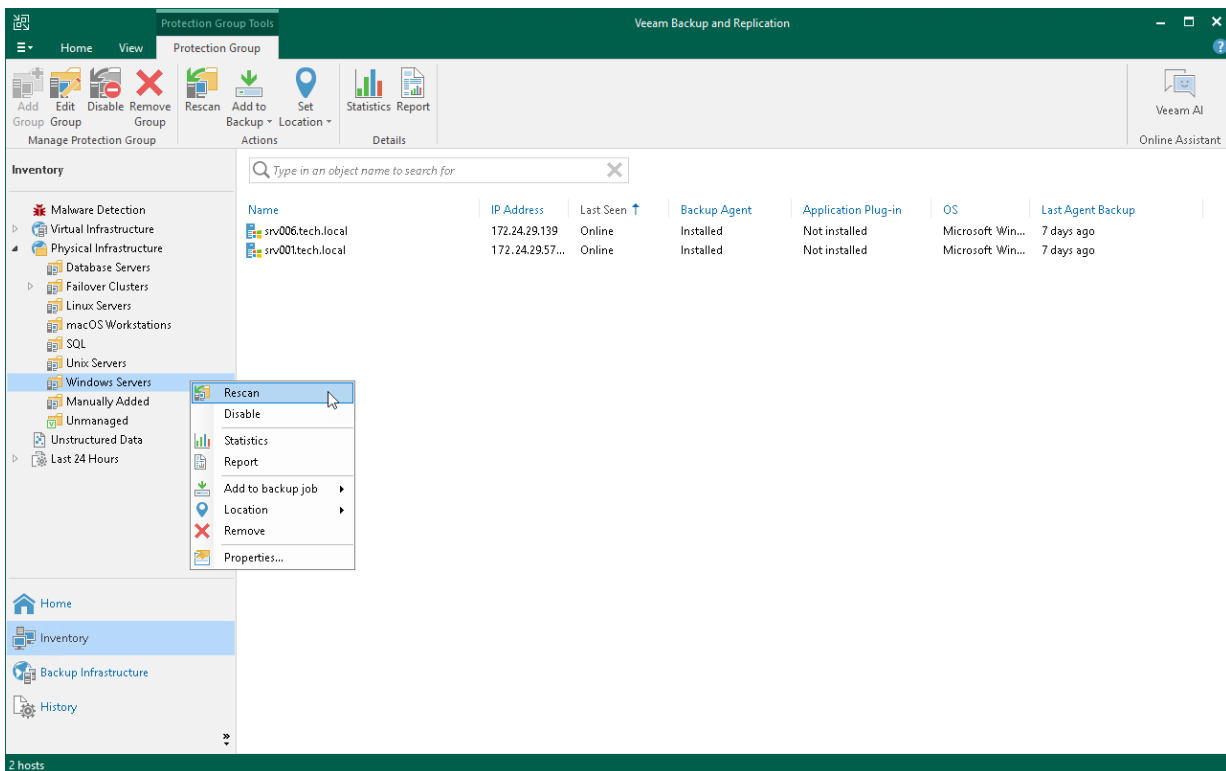 Protection Group Tools
Veeam Backup and Replication
Home View Protection Group
Add Group
Edit Group
Disable
Remove Group
Rescan
Add to Backup
Set Location
Statistics
Report
Veeam AI
Manage Protection Group
Actions
Details
Online Assistant
Inventory
Type in an object name to search for
Malware Detection
Virtual Infrastructure
Physical Infrastructure
Database Servers
Failover Clusters
Linux Servers
macOS Workstations
SQL
Unix Servers
Windows Servers
Manually Added
Unmanaged
Unstructured Data
Last 24 Hours
Name IP Address Last Seen Backup Agent Application Plug-in OS Last Agent Backup
srv006.tech.local 172.24.29.139 Online Installed Not installed Microsoft Win... 7 days ago
srv001.tech.local 172.24.29.57... Online Installed Not installed Microsoft Win... 7 days ago
Rescan
Disable
Statistics
Report
Add to backup job
Location
Remove
Properties...
Home
Inventory
Backup Infrastructure
History
2 hosts